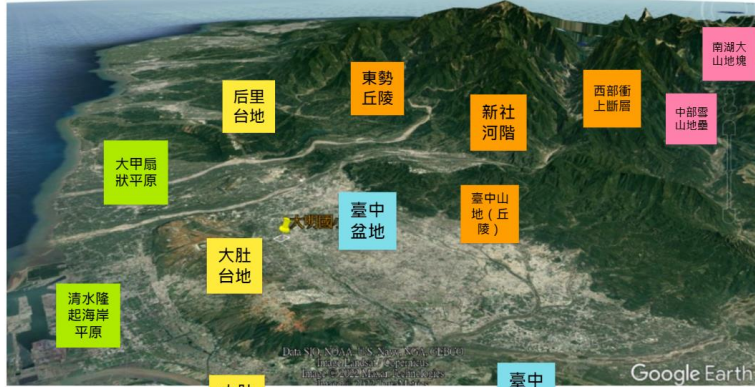 南湖大
山地塊
東勢
丘陵
西部衝
上斷層
后里
台地
新社
河階
中部雪
山地壘
大甲扇
狀平原
臺中
盆地
臺中山
地（丘
陵）
大明國
大肚
台地
清水隆
起海岸
平原
臺中
Google Earth